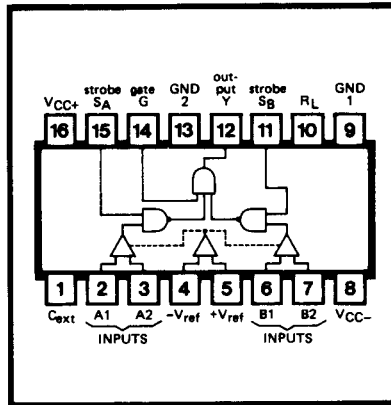 strobe gate GND out- strobe GND
VCC+ SA G 2 put Y SB RL 1
16 15 14 13 12 11 10 9
1 2 3 4 5 6 7 8
Cext A1 A2 −Vref +Vref B1 B2 VCC−
INPUTS INPUTS